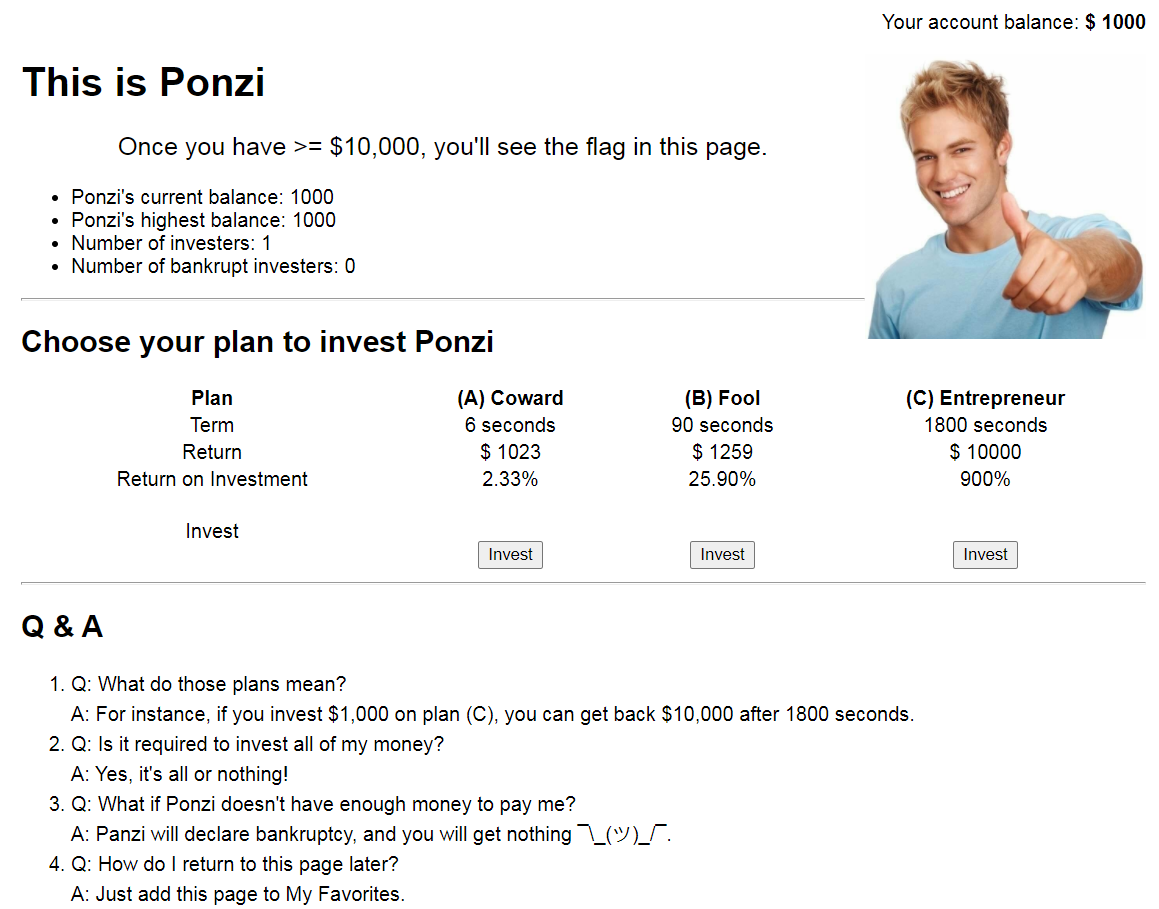 Your account balance: $ 1000
This is Ponzi
Once you have >= $10,000, you'll see the flag in this page.
• Ponzi's current balance: 1000
• Ponzi's highest balance: 1000
• Number of investers: 1
• Number of bankrupt investers: 0
Choose your plan to invest Ponzi
Plan (A) Coward (B) Fool (C) Entrepreneur
Term 6 seconds 90 seconds 1800 seconds
Return $ 1023 $ 1259 $ 10000
Return on Investment 2.33% 25.90% 900%
Invest
Invest Invest Invest
Q & A
1. Q: What do those plans mean?
A: For instance, if you invest $1,000 on plan (C), you can get back $10,000 after 1800 seconds.
2. Q: Is it required to invest all of my money?
A: Yes, it's all or nothing!
3. Q: What if Ponzi doesn't have enough money to pay me?
A: Panzi will declare bankruptcy, and you will get nothing ¯\_(ツ)_/¯.
4. Q: How do I return to this page later?
A: Just add this page to My Favorites.